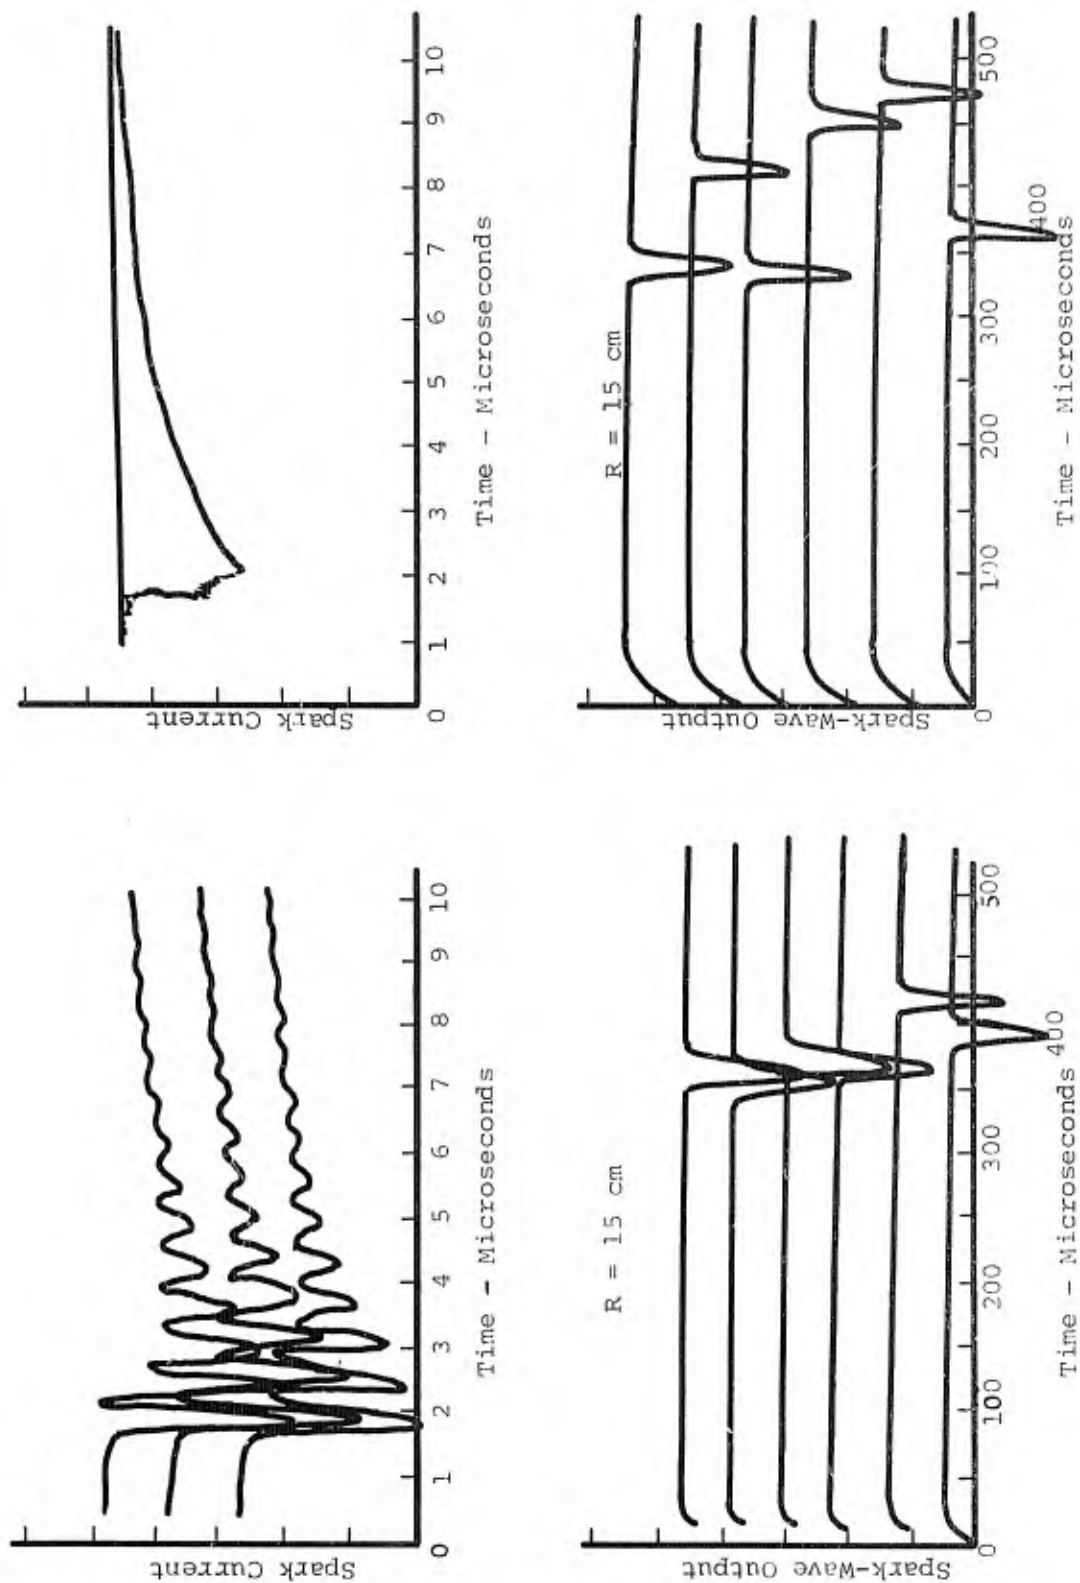 Spark Current
0 1 2 3 4 5 6 7 8 9 10
Time - Microseconds
Spark Current
0 1 2 3 4 5 6 7 8 9 10
Time - Microseconds
R = 15 cm
Spark-Wave Output
0 100 200 300 400 500
Time - Microseconds
R = 15 cm
Spark-Wave Output
0 100 200 300 400 500
Time - Microseconds